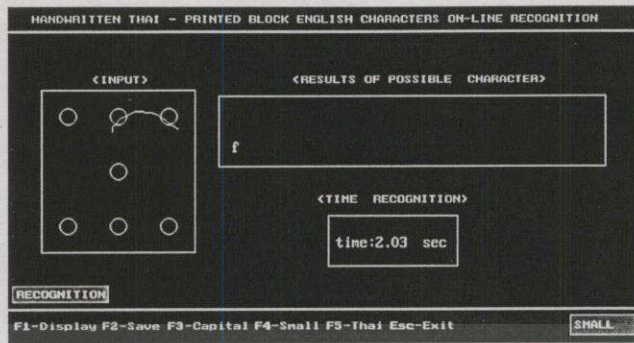 HANDWRITTEN THAI - PRINTED BLOCK ENGLISH CHARACTERS ON-LINE RECOGNITION
<INPUT>
<RESULTS OF POSSIBLE CHARACTER>
f
<TIME RECOGNITION>
time:2.03 sec
RECOGNITION
F1-Display F2-Save F3-Capital F4-Small F5-Thai Esc-Exit
SMALL